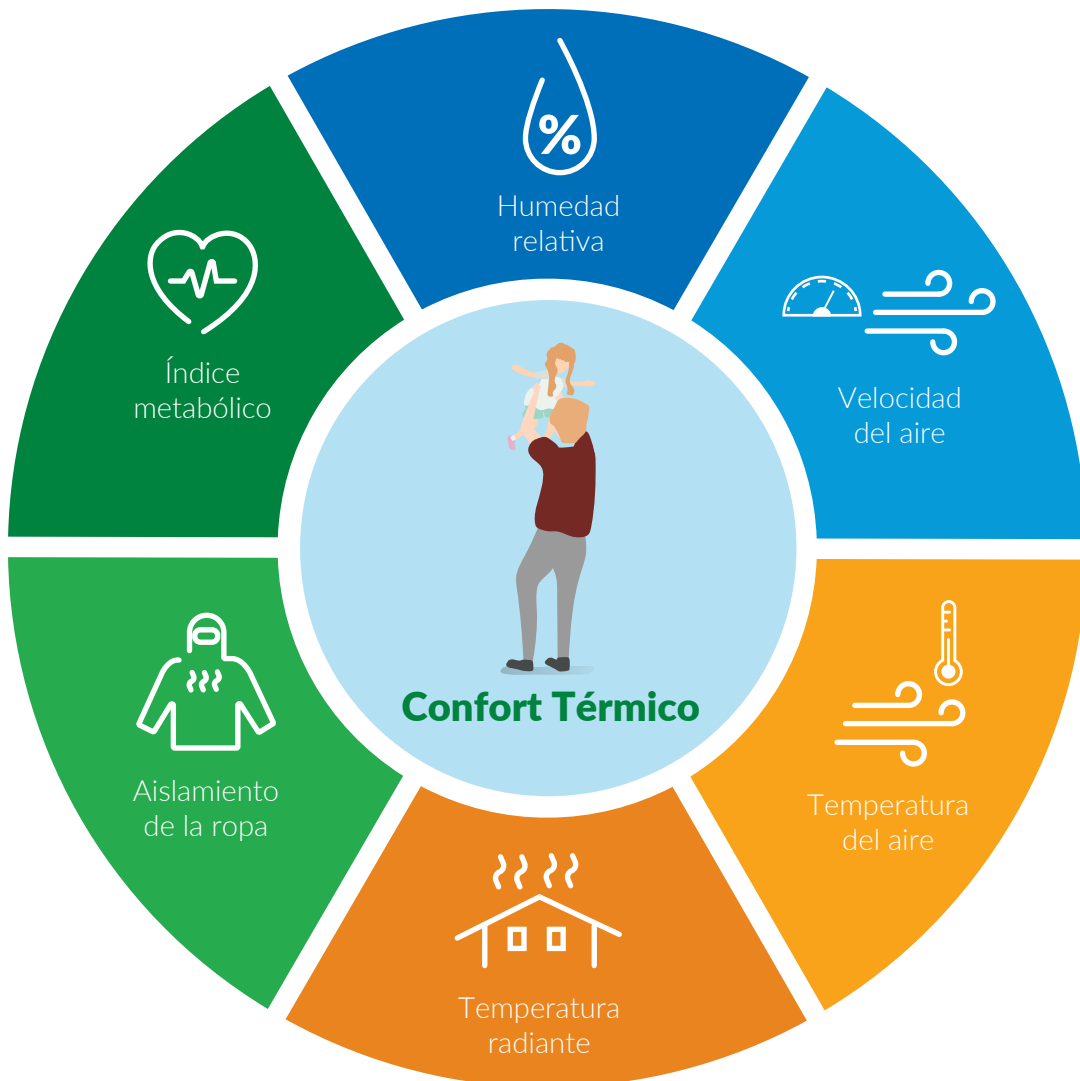 %
Humedad
relativa
Velocidad
del aire
Temperatura
del aire
Temperatura
radiante
Aislamiento
de la ropa
Índice
metabólico
Confort Térmico